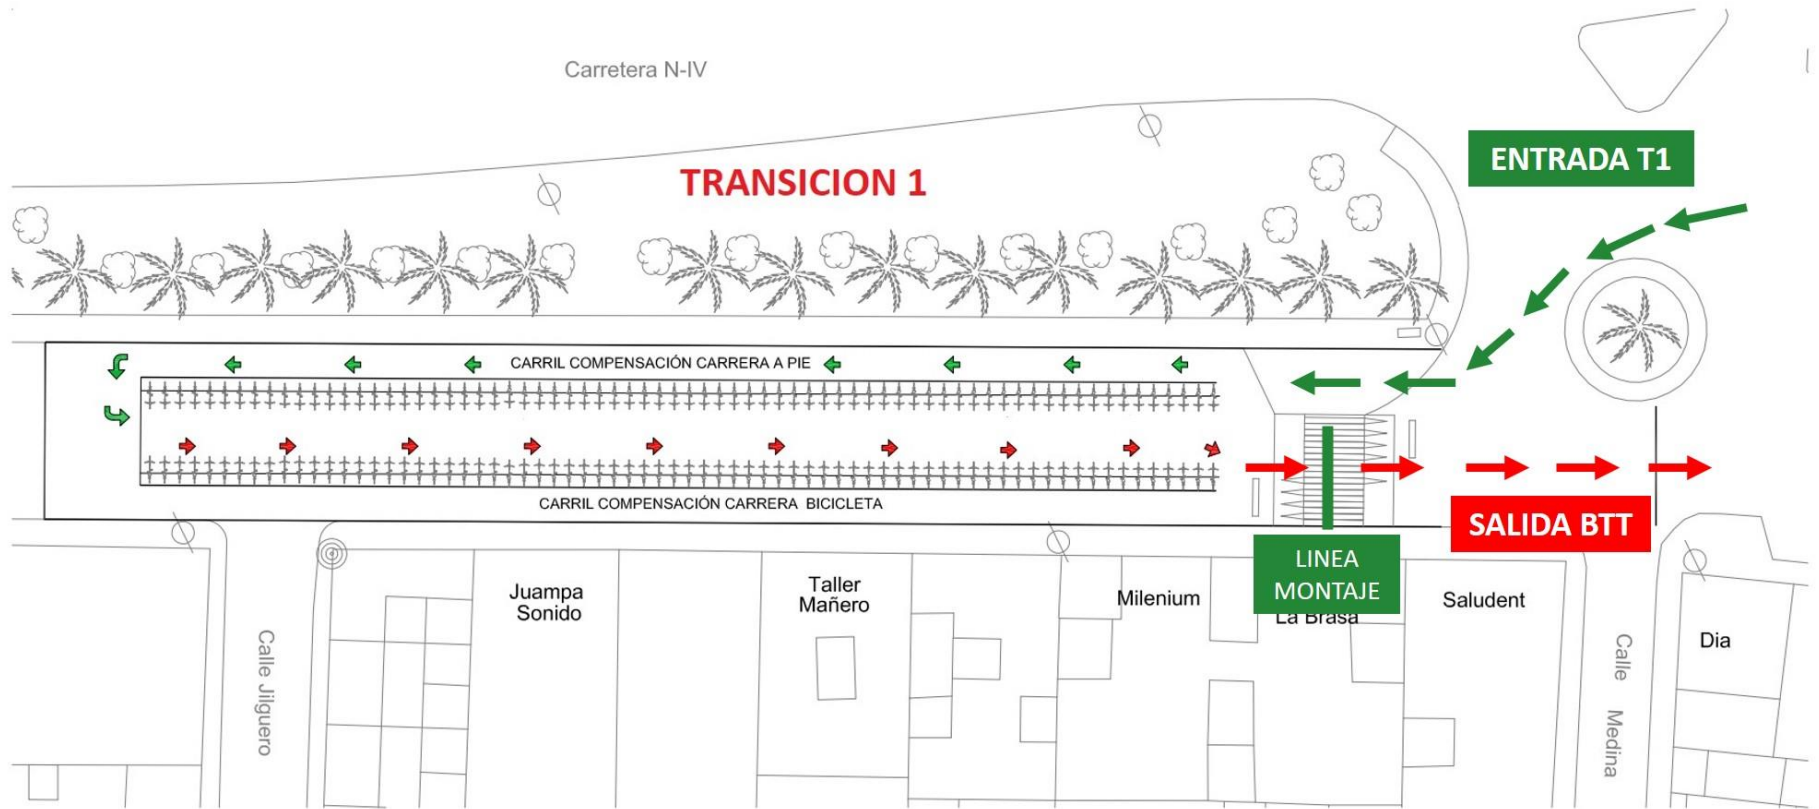 Carretera N-IV
ENTRADA T1
TRANSICION 1
CARRIL COMPENSACIÓN CARRERA A PIE
CARRIL COMPENSACIÓN CARRERA BICICLETA
SALIDA BTT
LINEA
MONTAJE
Juampa
Sonido
Taller
Mañero
Milenium
La Brasa
Saludent
Dia
Calle Jilguero
Calle Medina